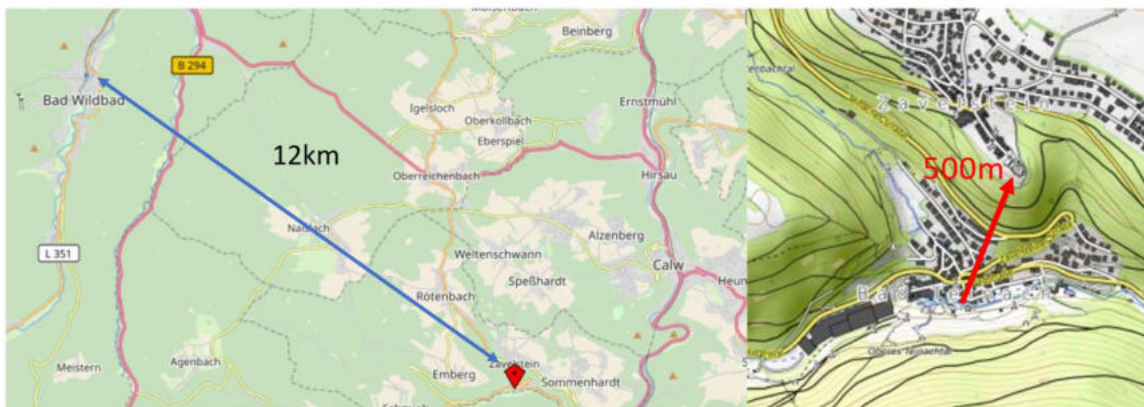 Beinberg
B 294
Bad Wildbad
Igelsloch
Ernstmühl
Oberkollbach
Eberspiel
12km
Oberreichenbach
Hirsau
Naislach
L 351
Weltenschwann
Alzenberg
Calw
Speßhardt
Rötenbach
Agenbach
Zavelstein
Meistern
Emberg
Sommenhardt
Zavelstein
500m
Oberes Teinachtal